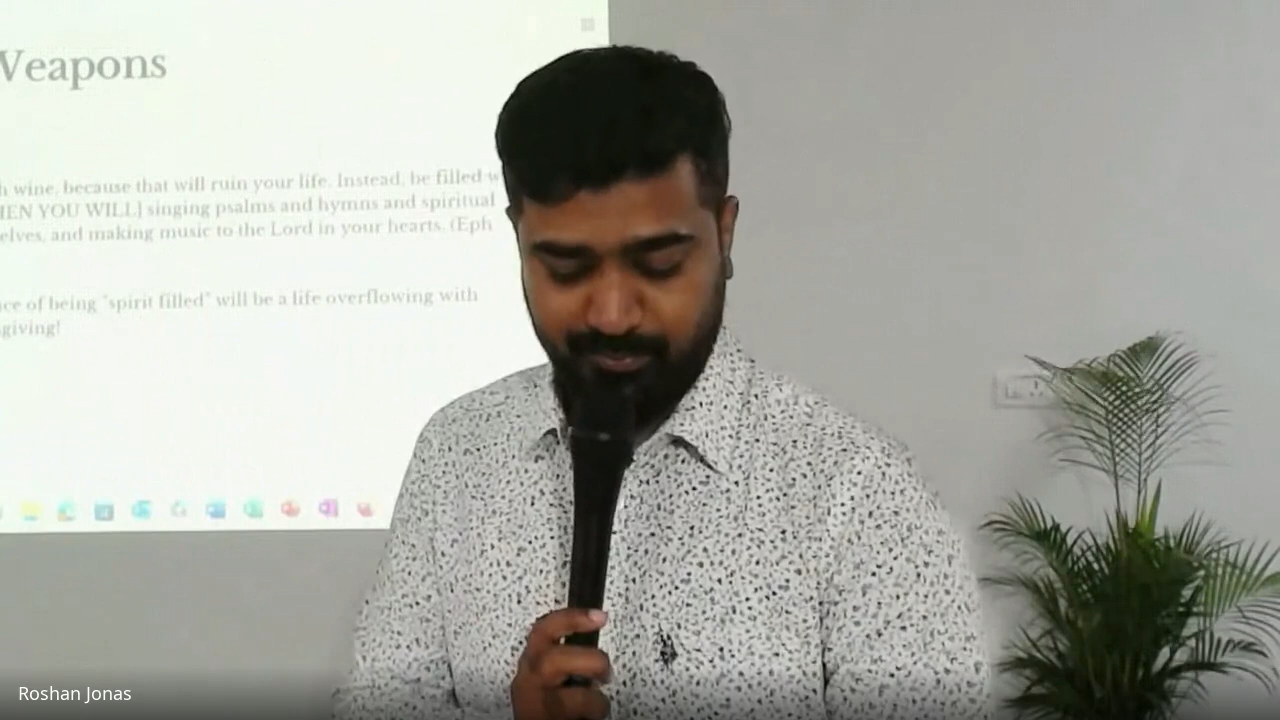 Weapons
h wine, because that will ruin your life. Instead, be filled w
HEN YOU WILL] singing psalms and hymns and spiritual
elves, and making music to the Lord in your hearts. (Eph
ce of being "spirit filled" will be a life overflowing with
giving!
Roshan Jonas